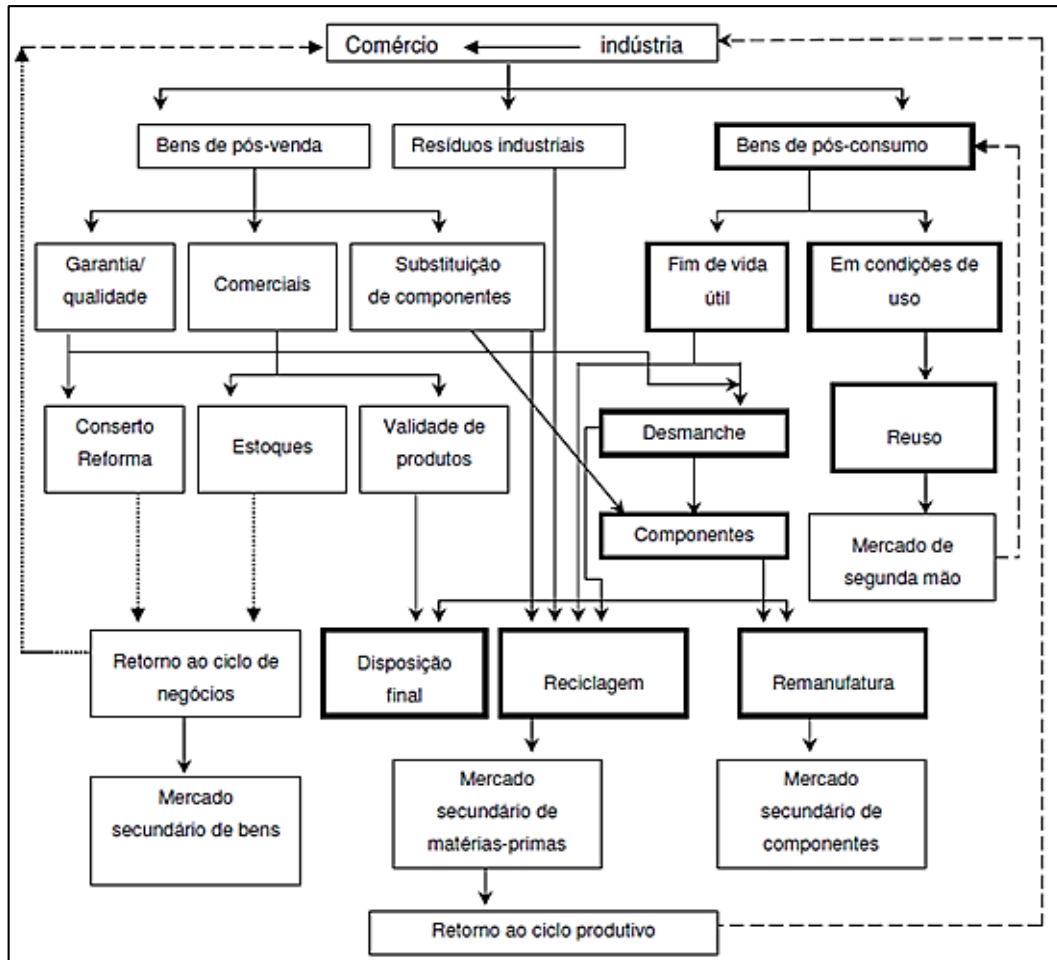 Comércio indústria
Bens de pós-venda
Resíduos industriais
Bens de pós-consumo
Garantia/
qualidade
Comerciais
Substituição
de componentes
Fim de vida
útil
Em condições de
uso
Conserto
Reforma
Estoques
Validade de
produtos
Desmanche
Reuso
Componentes
Mercado de
segunda mão
Retorno ao ciclo de
negócios
Disposição
final
Reciclagem
Remanufatura
Mercado
secundário de bens
Mercado
secundário de
matérias-primas
Mercado
secundário de
componentes
Retorno ao ciclo produtivo